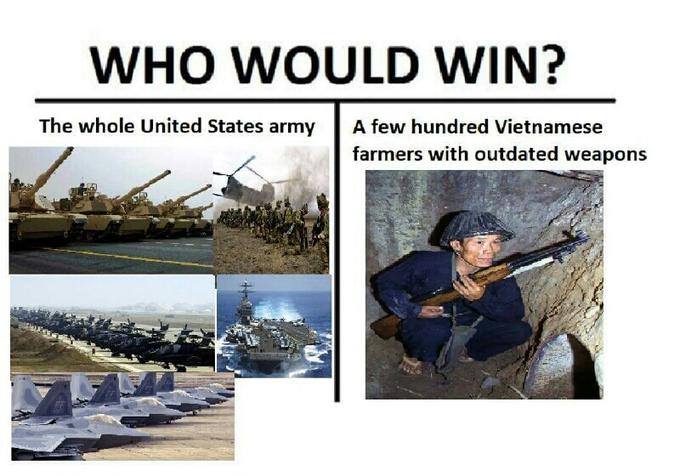 WHO WOULD WIN?
The whole United States army
A few hundred Vietnamese
farmers with outdated weapons